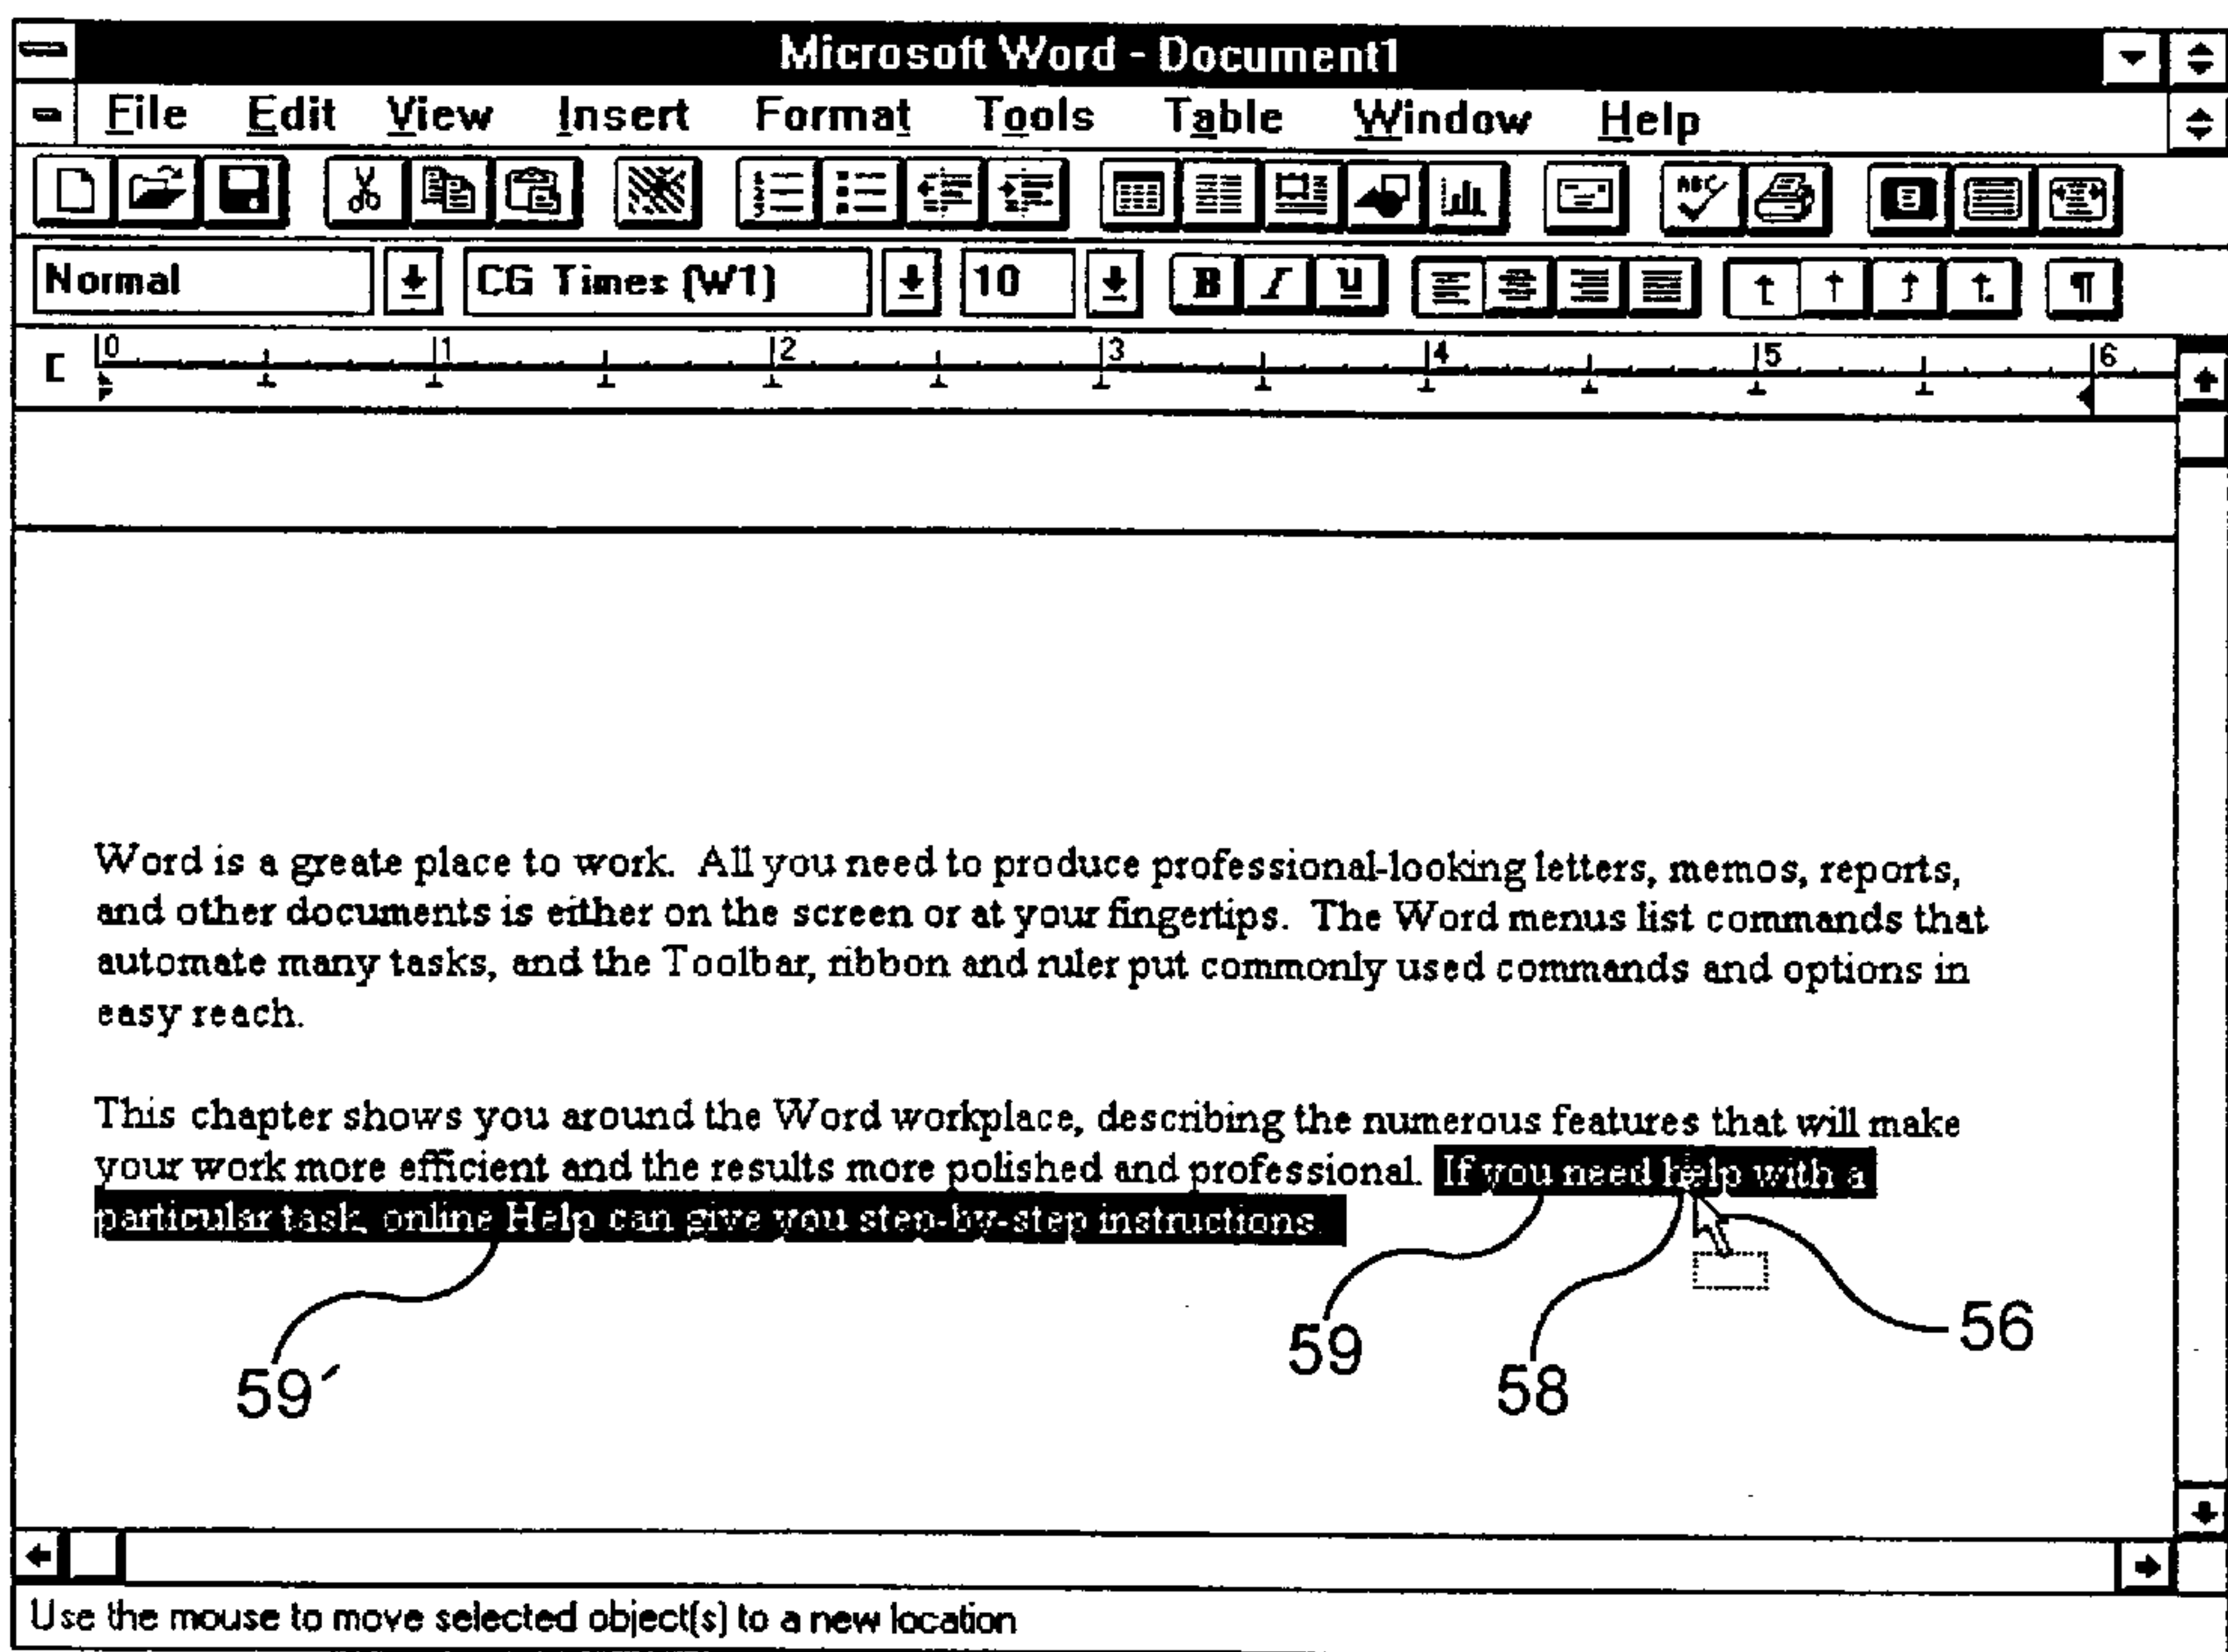 Microsoft Word - Document1
File Edit View Insert Format Tools Table Window Help
ABC
Normal CG Times (W1) 10 B I U ¶
0 1 2 3 4 5 6
Word is a greate place to work. All you need to produce professional-looking letters, memos, reports,
and other documents is either on the screen or at your fingertips. The Word menus list commands that
automate many tasks, and the Toolbar, ribbon and ruler put commonly used commands and options in
easy reach.
This chapter shows you around the Word workplace, describing the numerous features that will make
your work more efficient and the results more polished and professional. If you need help with a
particular task, online Help can give you step-by-step instructions.
59´ 59 58 56
Use the mouse to move selected object(s) to a new location